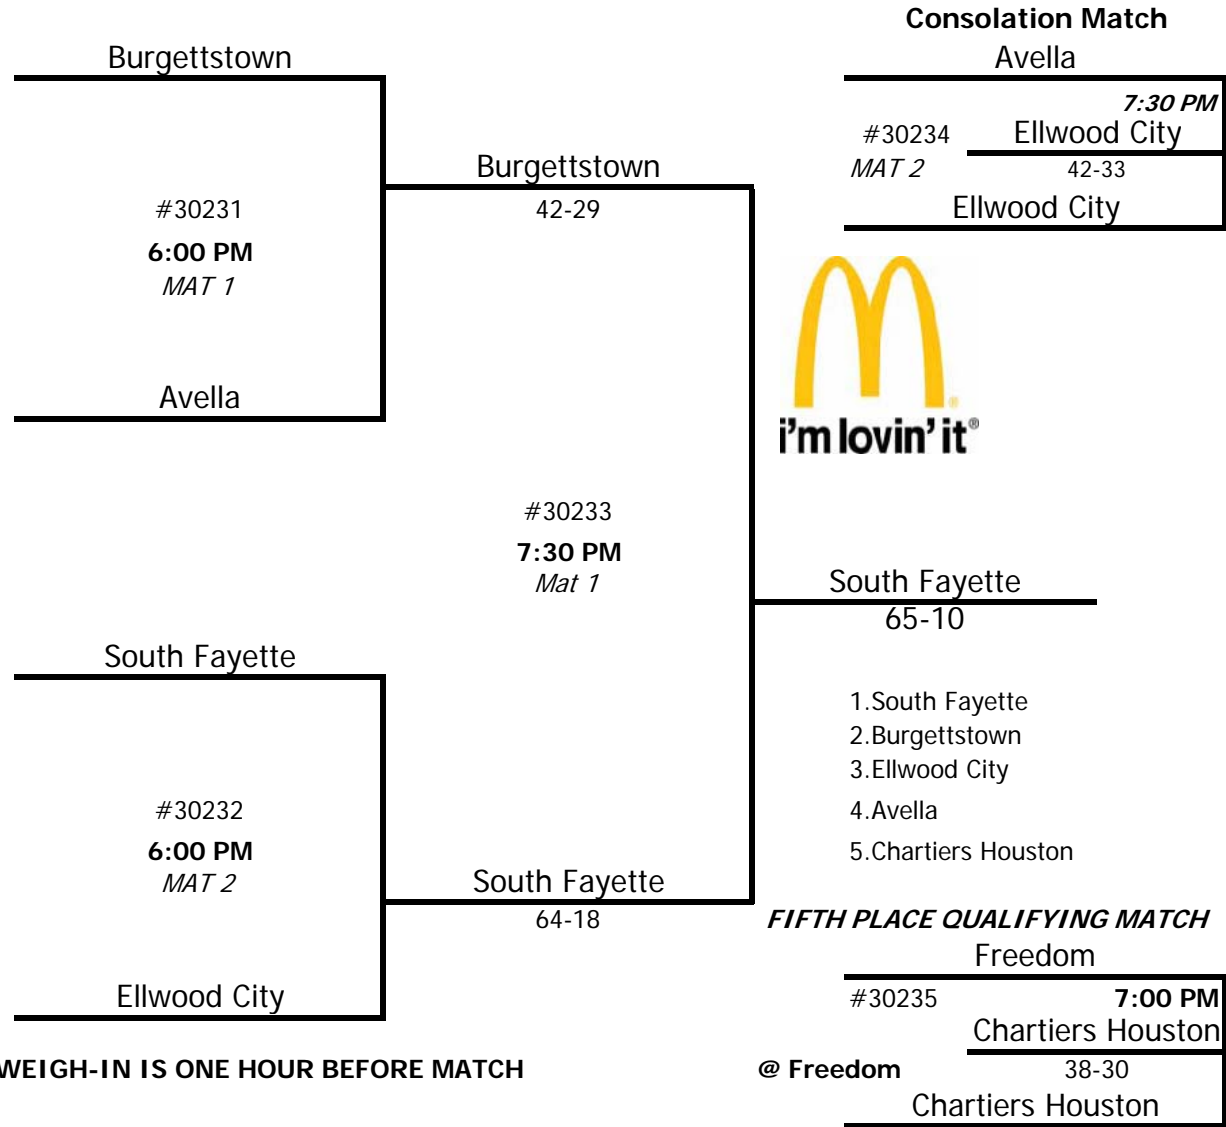 Consolation Match
Burgettstown
Avella
7:30 PM
#30234
Ellwood City
MAT 2
42-33
Ellwood City
Burgettstown
42-29
#30231
6:00 PM
MAT 1
Avella
i'm lovin' it®
#30233
7:30 PM
Mat 1
South Fayette
65-10
South Fayette
1.South Fayette
2.Burgettstown
3.Ellwood City
4.Avella
5.Chartiers Houston
#30232
6:00 PM
MAT 2
South Fayette
64-18
Ellwood City
FIFTH PLACE QUALIFYING MATCH
Freedom
#30235
7:00 PM
Chartiers Houston
38-30
Chartiers Houston
WEIGH-IN IS ONE HOUR BEFORE MATCH
@ Freedom